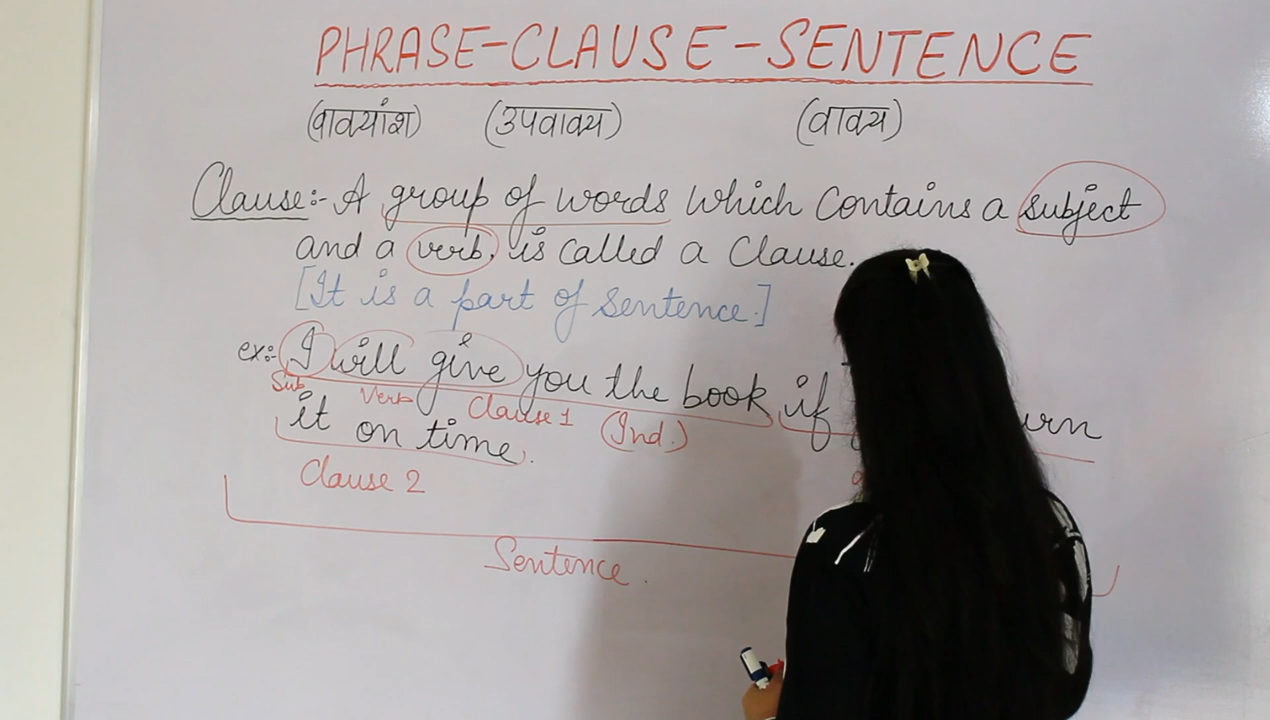 PHRASE-CLAUSE-SENTENCE
(वाक्यांश) (उपवाक्य) (वाक्य)
Clause:- A group of words which contains a subject
and a verb, is called a Clause.
[It is a part of sentence.]
ex:- I will give you the book if
Sub Verb Clause 1 (Ind.)
it on time.
Clause 2
Sentence.